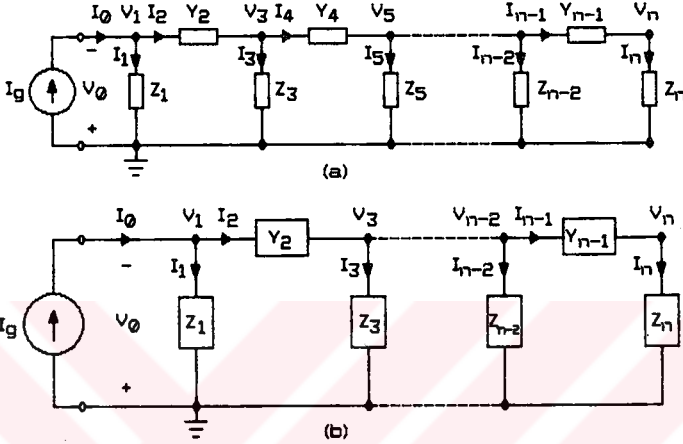 I0 V1 I2 Y2 V3 I4 Y4 V5 In-1 Yn-1 Vn
- I1 I3 I5 In-2 In
Ig V0 Z1 Z3 Z5 Zn-2 Zn
+
(a)
I0 V1 I2 Y2 V3 Vn-2 In-1 Yn-1 Vn
- I1 I3 In-2 In
Ig V0 Z1 Z3 Zn-2 Zn
+
(b)